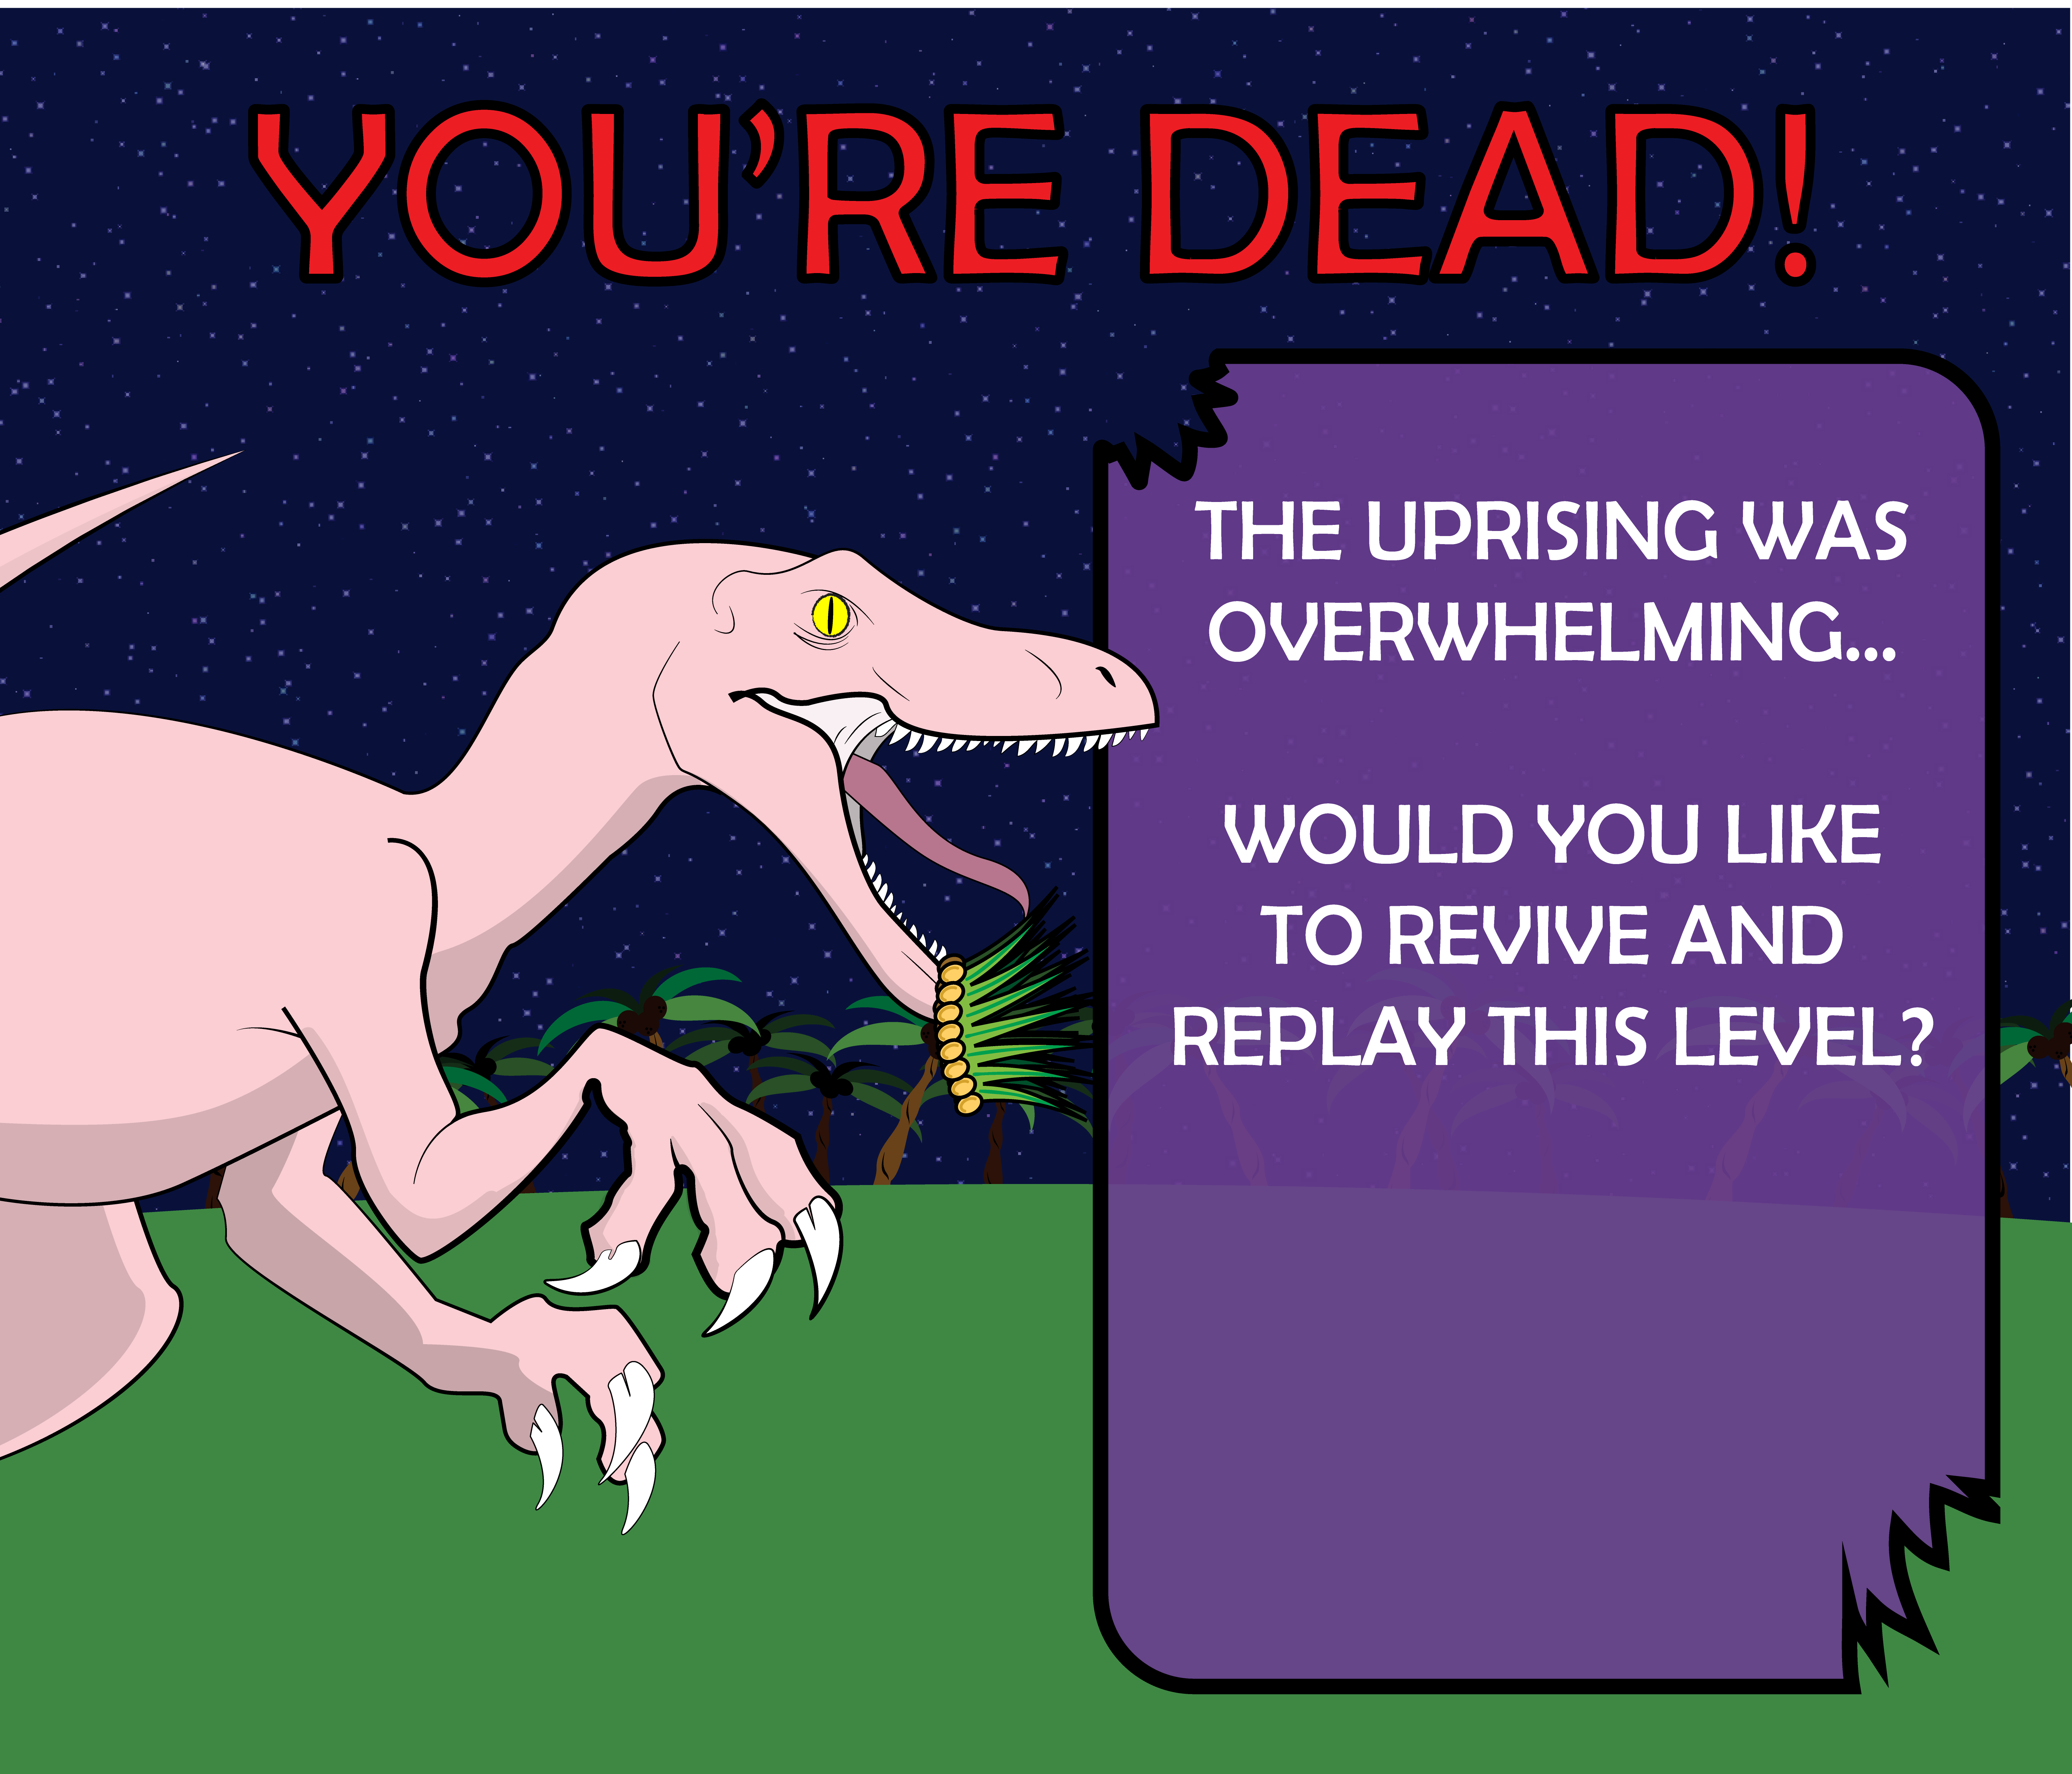 YOU'RE DEAD!
THE UPRISING WAS
OVERWHELMING...
WOULD YOU LIKE
TO REVIVE AND
REPLAY THIS LEVEL?